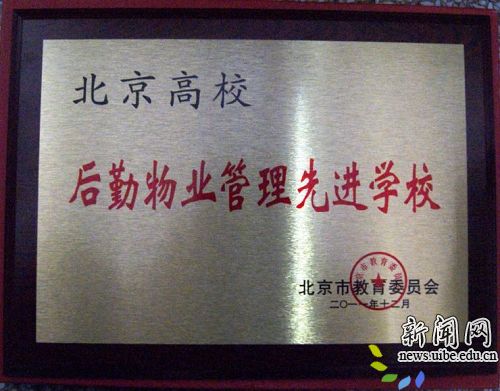 北京高校
后勤物业管理先进学校
北京市教育委员会
二〇一一年十二月
新闻网
news.uibe.edu.cn